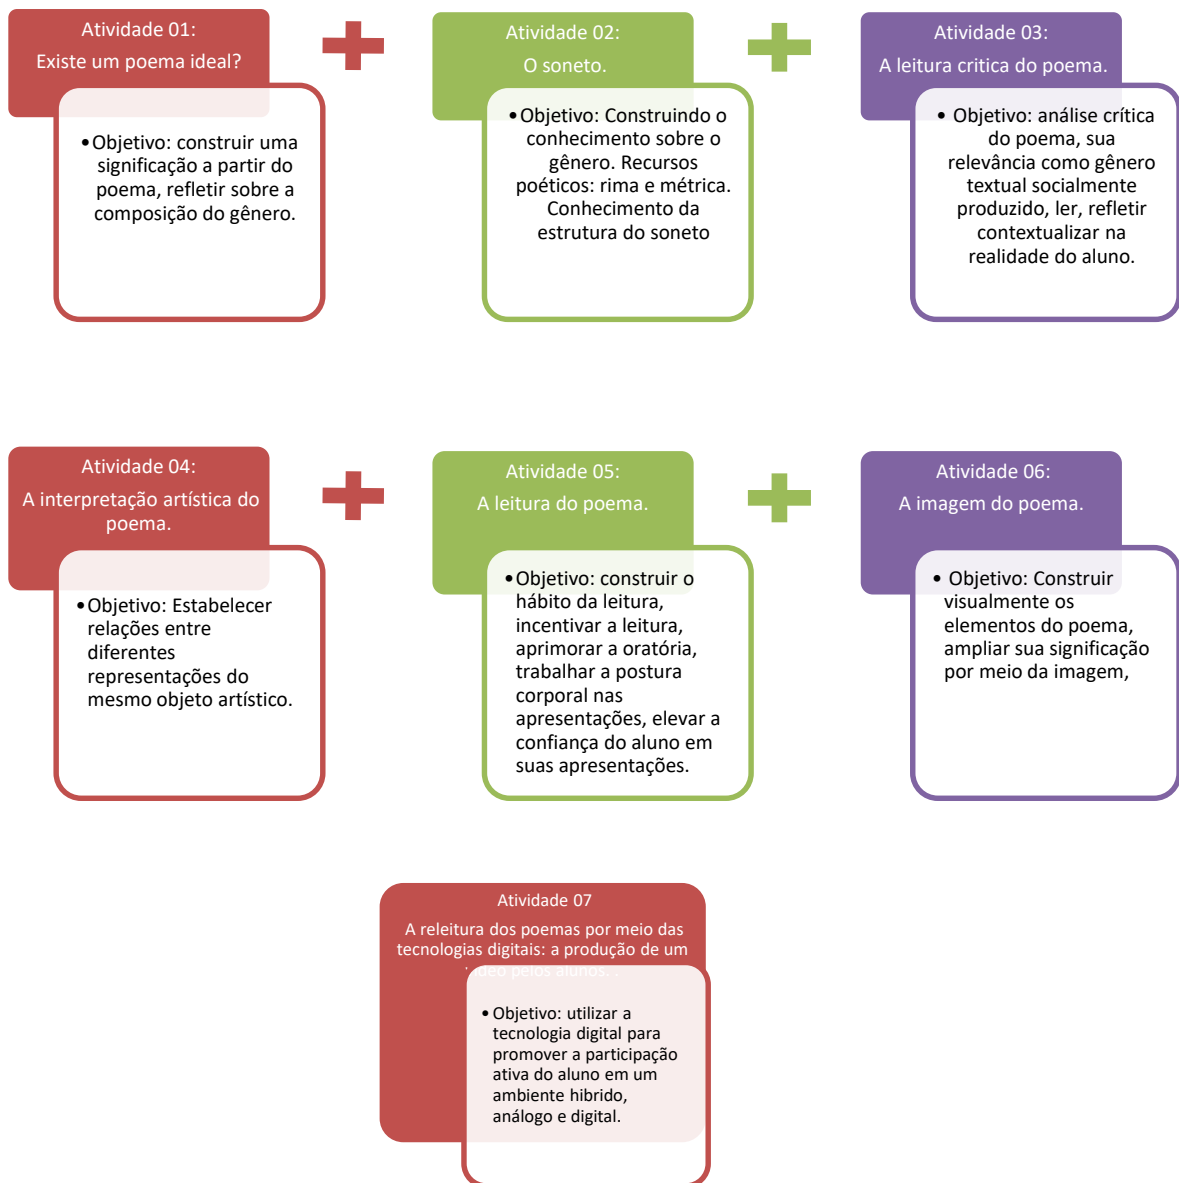 Atividade 01:
Existe um poema ideal?
•Objetivo: construir uma
significação a partir do
poema, refletir sobre a
composição do gênero.
Atividade 02:
O soneto.
•Objetivo: Construindo o
conhecimento sobre o
gênero. Recursos
poéticos: rima e métrica.
Conhecimento da
estrutura do soneto
Atividade 03:
A leitura critica do poema.
• Objetivo: análise crítica
do poema, sua
relevância como gênero
textual socialmente
produzido, ler, refletir
contextualizar na
realidade do aluno.
Atividade 04:
A interpretação artística do
poema.
•Objetivo: Estabelecer
relações entre
diferentes
representações do
mesmo objeto artístico.
Atividade 05:
A leitura do poema.
•Objetivo: construir o
hábito da leitura,
incentivar a leitura,
aprimorar a oratória,
trabalhar a postura
corporal nas
apresentações, elevar a
confiança do aluno em
suas apresentações.
Atividade 06:
A imagem do poema.
• Objetivo: Construir
visualmente os
elementos do poema,
ampliar sua significação
por meio da imagem,
Atividade 07
A releitura dos poemas por meio das
tecnologias digitais: a produção de um
vídeo pelos alunos. .
• Objetivo: utilizar a
tecnologia digital para
promover a participação
ativa do aluno em um
ambiente hibrido,
análogo e digital.